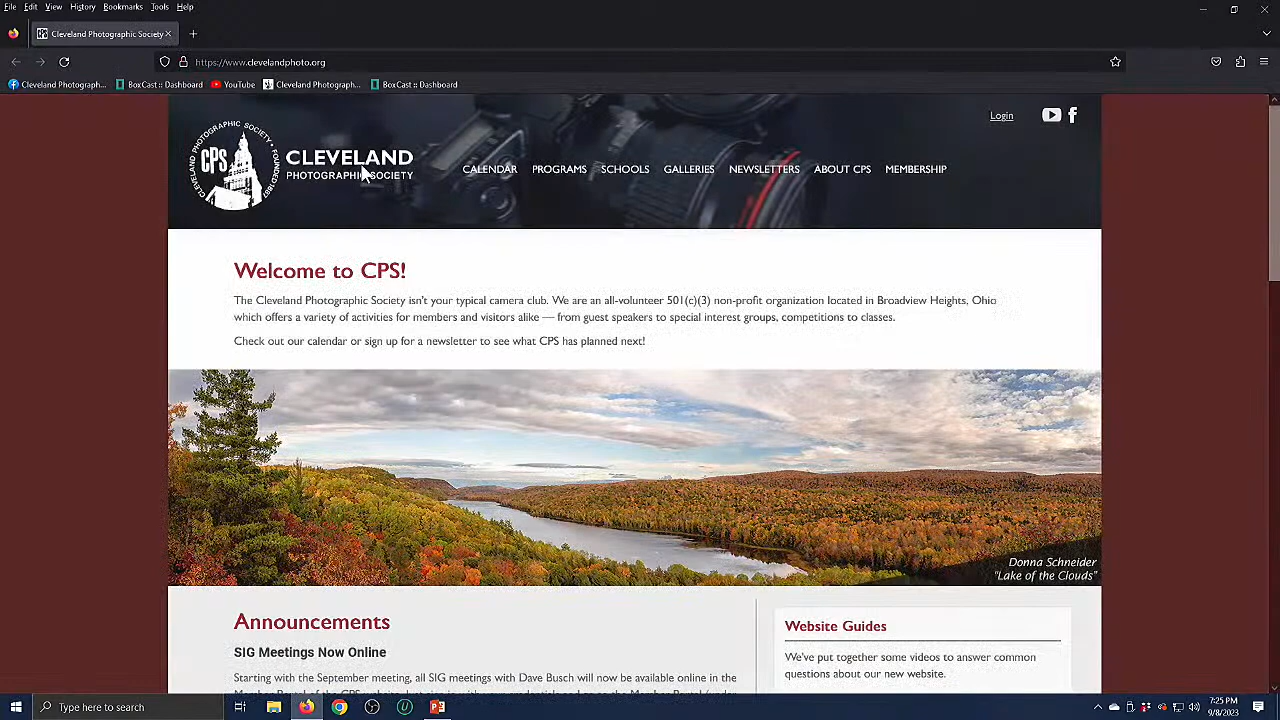 File Edit View History Bookmarks Tools Help
Cleveland Photographic Society
https://www.clevelandphoto.org
Cleveland Photograph... BoxCast :: Dashboard YouTube Cleveland Photograph... BoxCast :: Dashboard
Login
CLEVELAND PHOTOGRAPHIC SOCIETY • FOUNDED 1887
CPS
CLEVELAND
PHOTOGRAPHIC SOCIETY
CALENDAR PROGRAMS SCHOOLS GALLERIES NEWSLETTERS ABOUT CPS MEMBERSHIP
Welcome to CPS!
The Cleveland Photographic Society isn't your typical camera club. We are an all-volunteer 501(c)(3) non-profit organization located in Broadview Heights, Ohio
which offers a variety of activities for members and visitors alike — from guest speakers to special interest groups, competitions to classes.
Check out our calendar or sign up for a newsletter to see what CPS has planned next!
Donna Schneider
"Lake of the Clouds"
Announcements
SIG Meetings Now Online
Starting with the September meeting, all SIG meetings with Dave Busch will now be available online in the
Website Guides
We've put together some videos to answer common
questions about our new website.
Type here to search
7:25 PM
9/8/2023